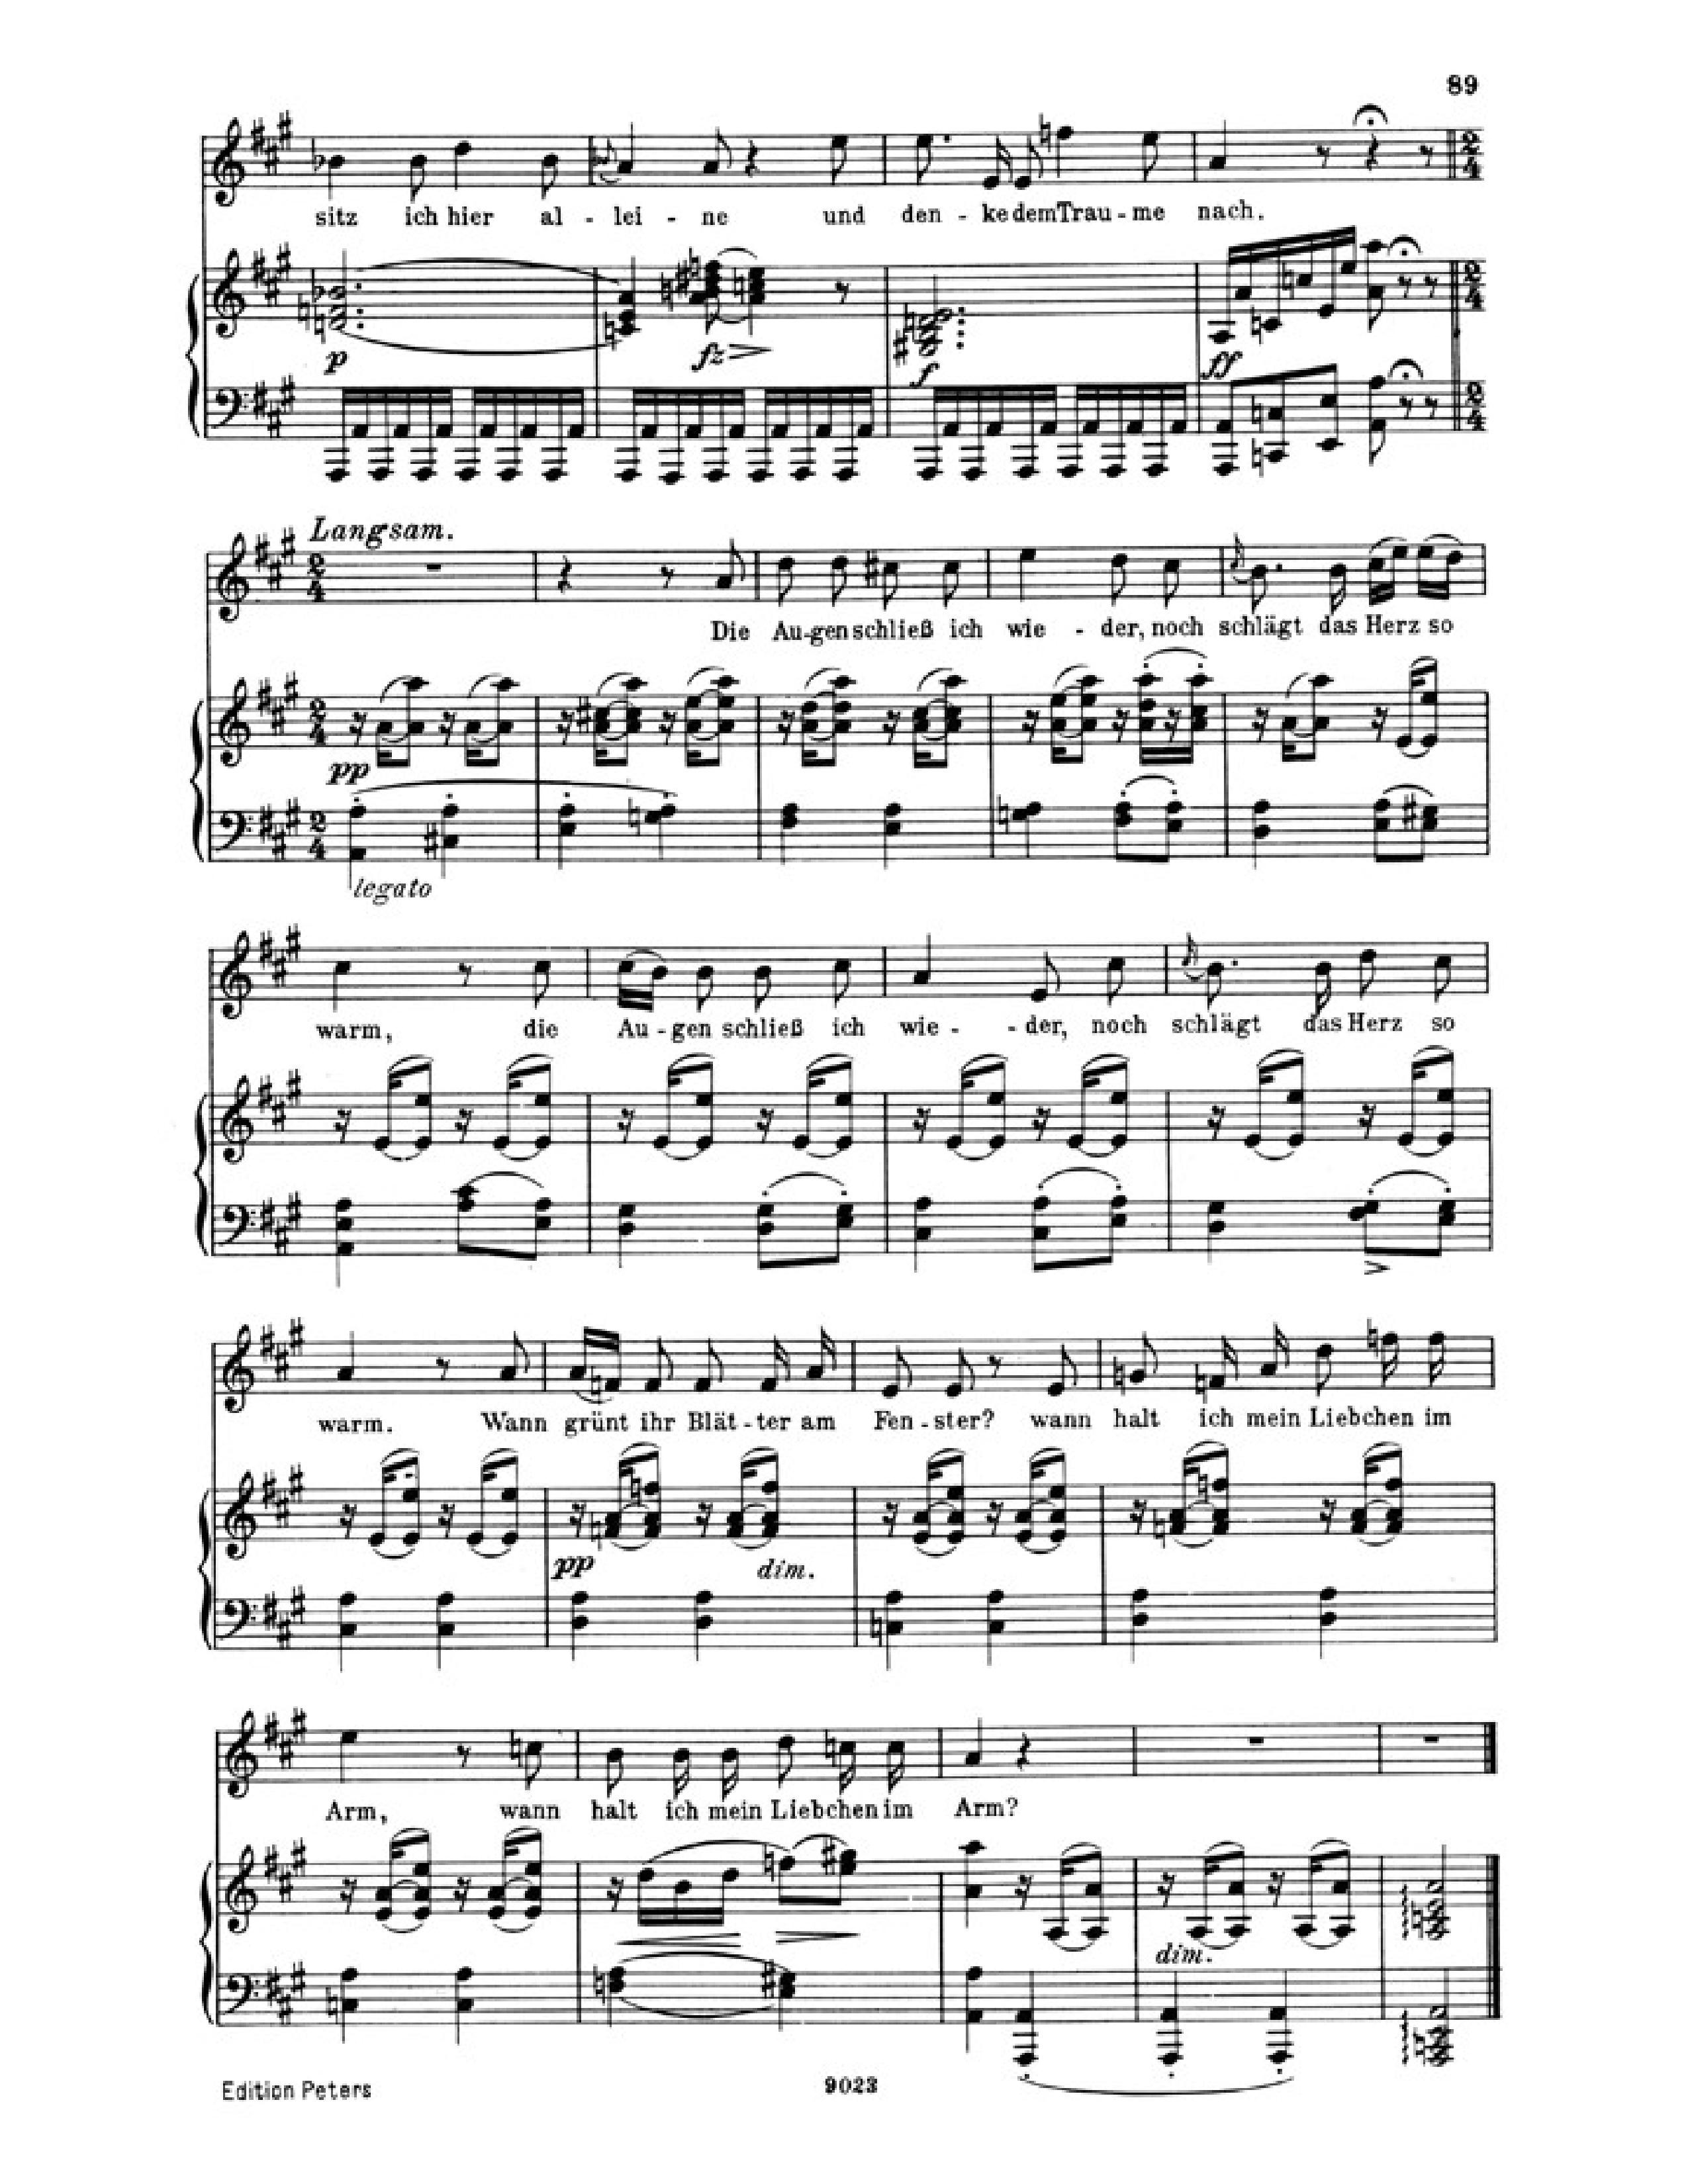 89
sitz ich hier al - lei - ne und den - ke dem Trau - me nach.
p fz f ff
Langsam.
2/4
Die Au-gen schließ ich wie - der, noch schlägt das Herz so
pp
legato
warm, die Au - gen schließ ich wie - - der, noch schlägt das Herz so
warm. Wann grünt ihr Blät - ter am Fen - ster? wann halt ich mein Liebchen im
pp dim.
Arm, wann halt ich mein Liebchen im Arm?
dim.
Edition Peters 9023